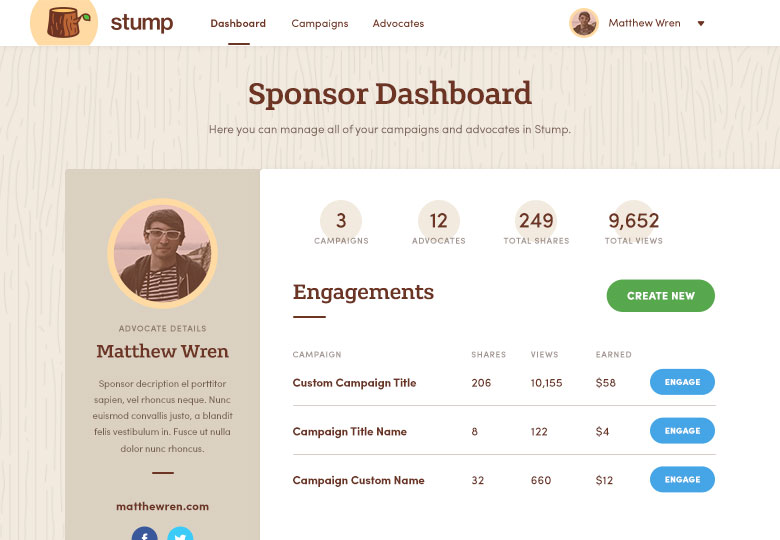 stump
Dashboard Campaigns Advocates
Matthew Wren
Sponsor Dashboard
Here you can manage all of your campaigns and advocates in Stump.
ADVOCATE DETAILS
Matthew Wren
Sponsor decription el porttitor
sapien, vel rhoncus neque. Nunc
euismod convallis justo, a blandit
felis vestibulum in. Fusce ut nulla
dolor nunc rhoncus.
matthewren.com
f
3 12 249 9,652
CAMPAIGNS ADVOCATES TOTAL SHARES TOTAL VIEWS
Engagements
CREATE NEW
CAMPAIGN SHARES VIEWS EARNED
Custom Campaign Title 206 10,155 $58 ENGAGE
Campaign Title Name 8 122 $4 ENGAGE
Campaign Custom Name 32 660 $12 ENGAGE